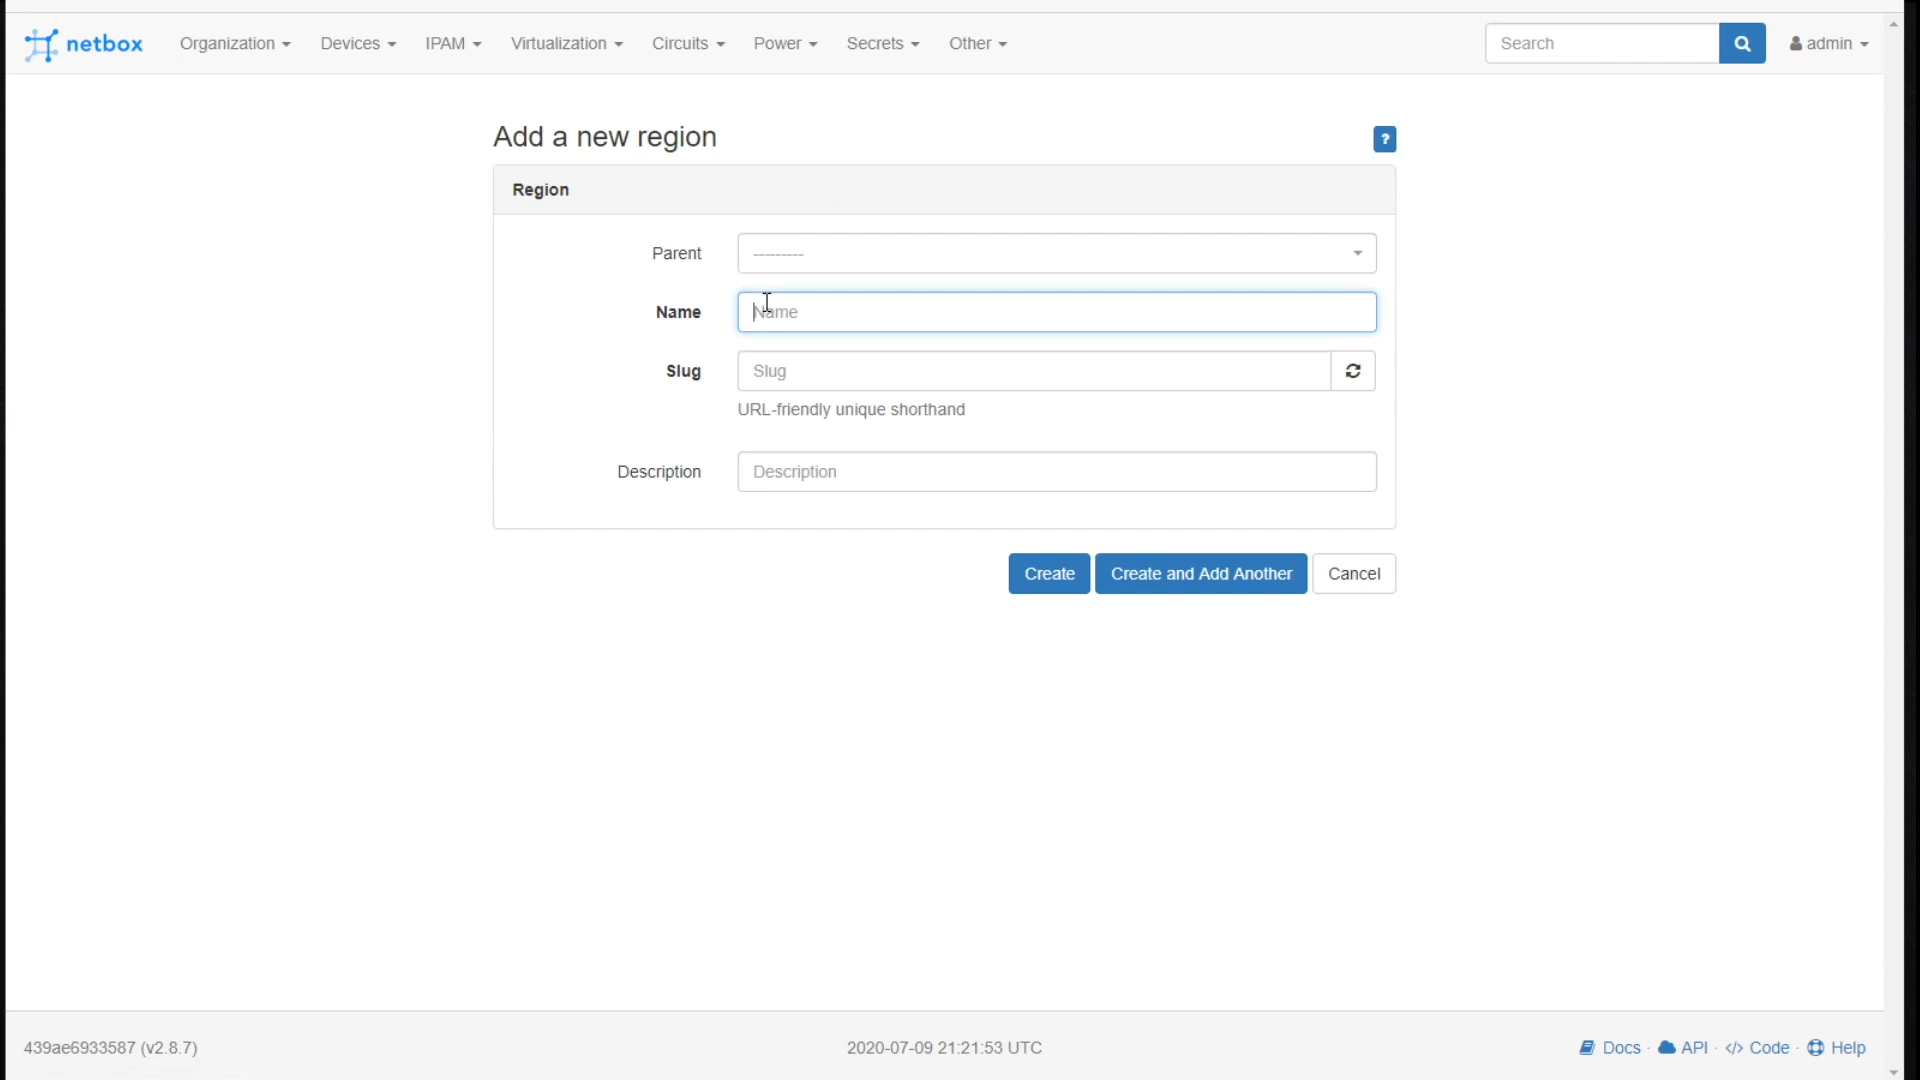 netbox Organization Devices IPAM Virtualization Circuits Power Secrets Other Search admin
Add a new region ?
Region
Parent ---------
Name Name
Slug Slug
URL-friendly unique shorthand
Description Description
Create Create and Add Another Cancel
439ae6933587 (v2.8.7) 2020-07-09 21:21:53 UTC Docs · API · </> Code · Help